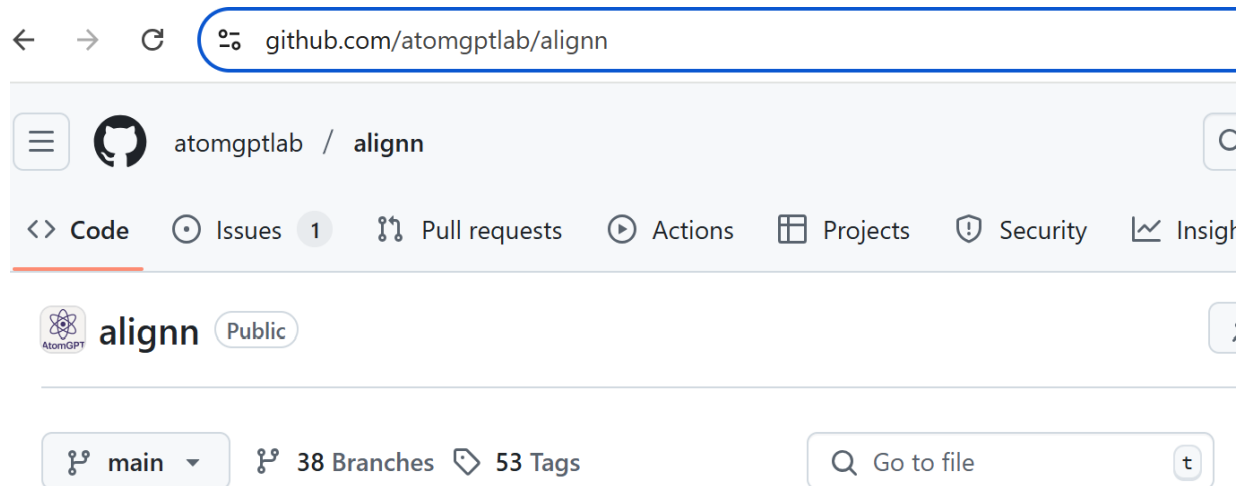 github.com/atomgptlab/alignn
atomgptlab / alignn
Code Issues 1 Pull requests Actions Projects Security Insigh
AtomGPT alignn Public
main 38 Branches 53 Tags Go to file t